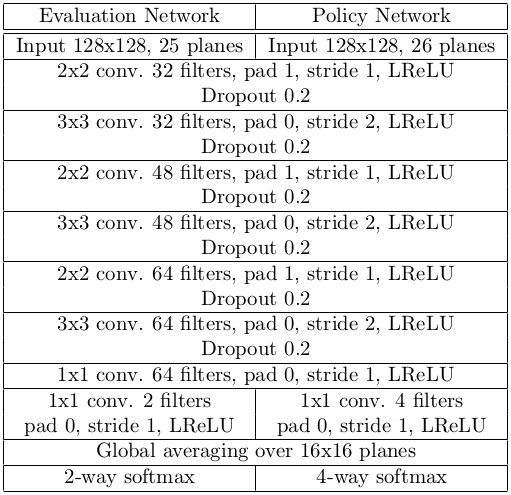 Evaluation Network Policy Network
Input 128x128, 25 planes Input 128x128, 26 planes
2x2 conv. 32 filters, pad 1, stride 1, LReLU
Dropout 0.2
3x3 conv. 32 filters, pad 0, stride 2, LReLU
Dropout 0.2
2x2 conv. 48 filters, pad 1, stride 1, LReLU
Dropout 0.2
3x3 conv. 48 filters, pad 0, stride 2, LReLU
Dropout 0.2
2x2 conv. 64 filters, pad 1, stride 1, LReLU
Dropout 0.2
3x3 conv. 64 filters, pad 0, stride 2, LReLU
Dropout 0.2
1x1 conv. 64 filters, pad 0, stride 1, LReLU
1x1 conv. 2 filters 1x1 conv. 4 filters
pad 0, stride 1, LReLU pad 0, stride 1, LReLU
Global averaging over 16x16 planes
2-way softmax 4-way softmax